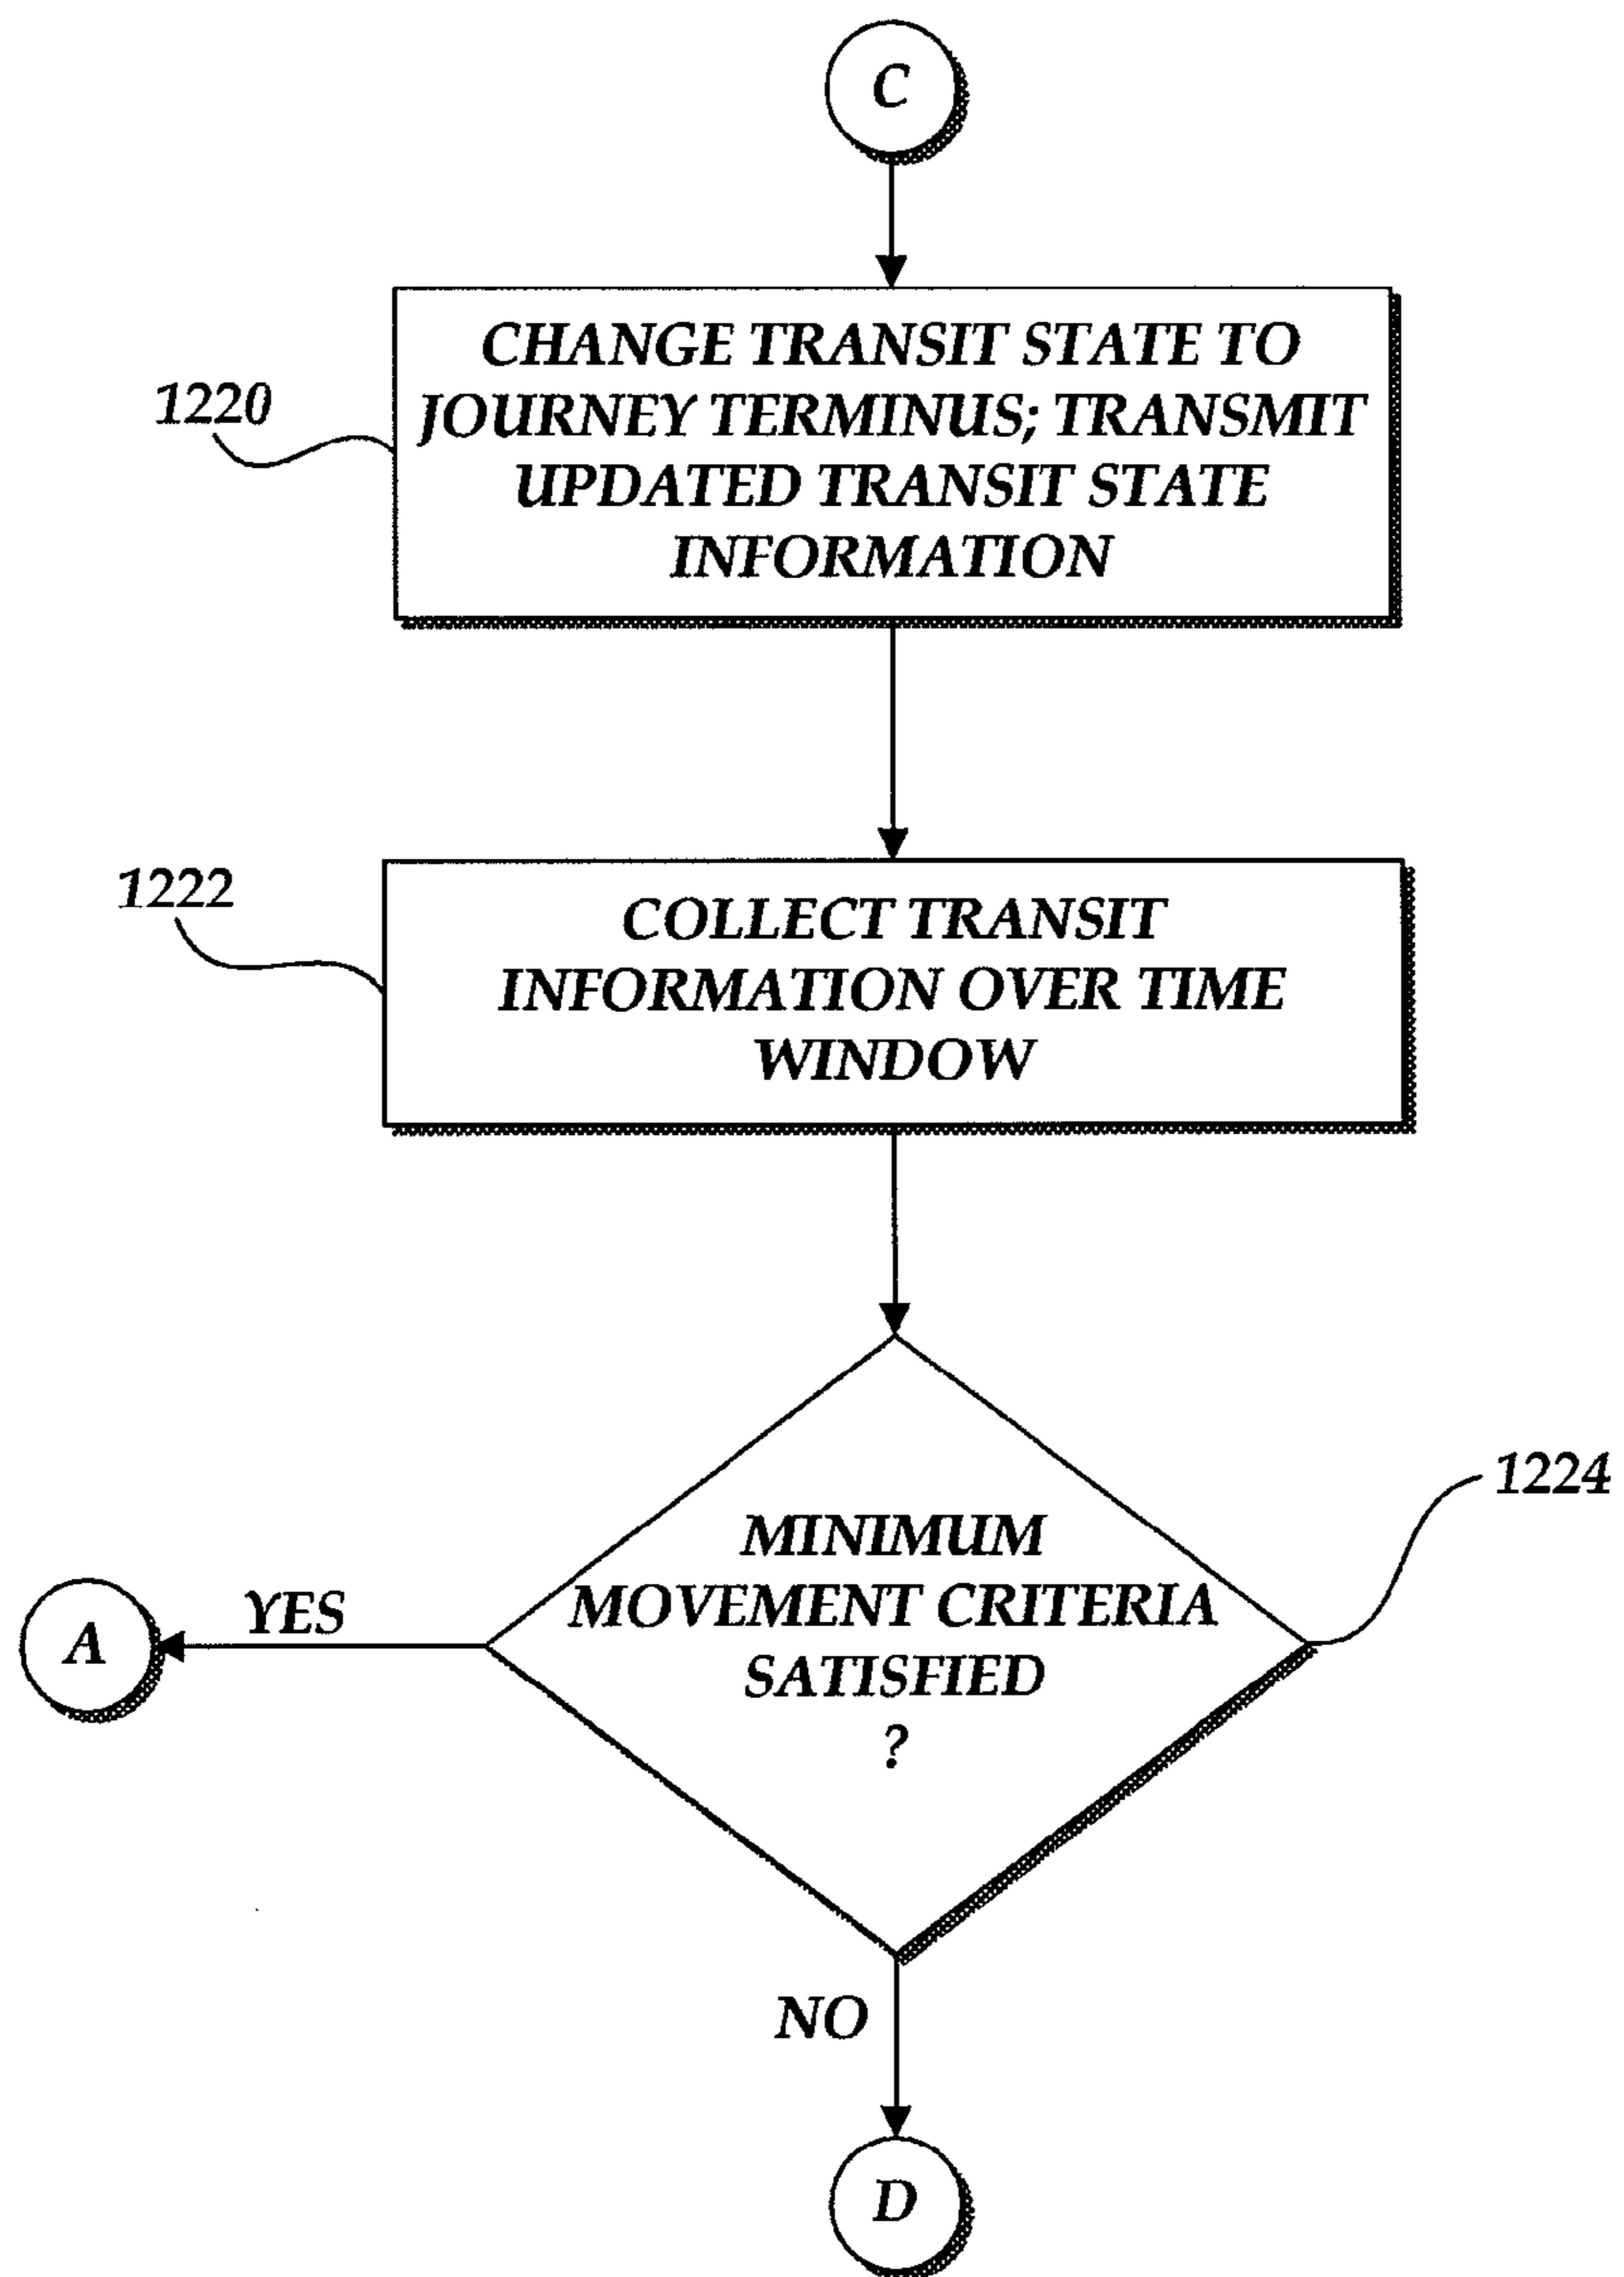 C
1220
CHANGE TRANSIT STATE TO
JOURNEY TERMINUS; TRANSMIT
UPDATED TRANSIT STATE
INFORMATION
1222
COLLECT TRANSIT
INFORMATION OVER TIME
WINDOW
1224
MINIMUM
MOVEMENT CRITERIA
SATISFIED
?
YES
A
NO
D